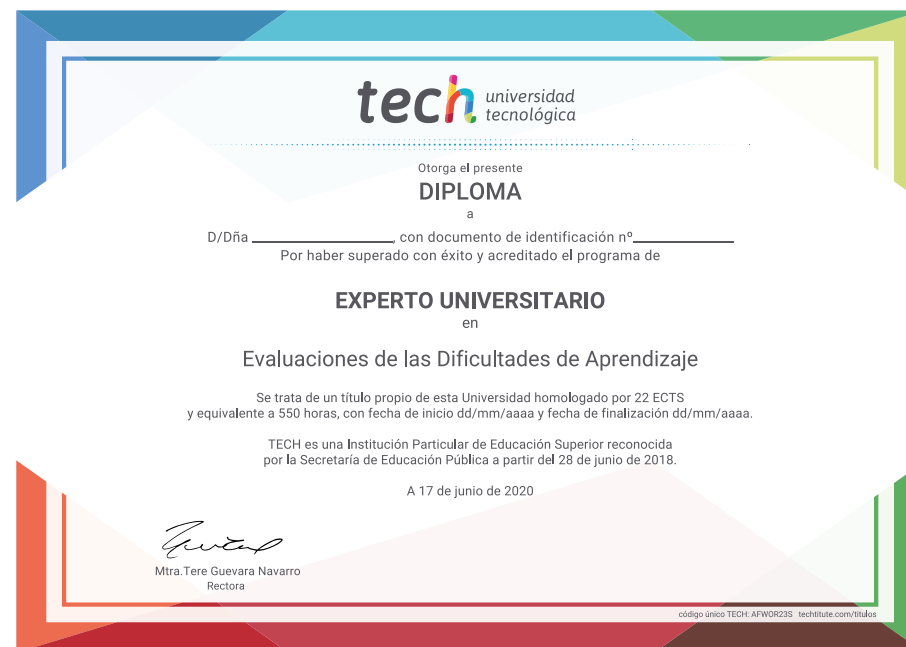 tech universidad
tecnológica
Otorga el presente
DIPLOMA
a
D/Dña , con documento de identificación nº
Por haber superado con éxito y acreditado el programa de
EXPERTO UNIVERSITARIO
en
Evaluaciones de las Dificultades de Aprendizaje
Se trata de un título propio de esta Universidad homologado por 22 ECTS
y equivalente a 550 horas, con fecha de inicio dd/mm/aaaa y fecha de finalización dd/mm/aaaa.
TECH es una Institución Particular de Educación Superior reconocida
por la Secretaría de Educación Pública a partir del 28 de junio de 2018.
A 17 de junio de 2020
Mtra.Tere Guevara Navarro
Rectora
código único TECH: AFWOR23S techtitute.com/titulos